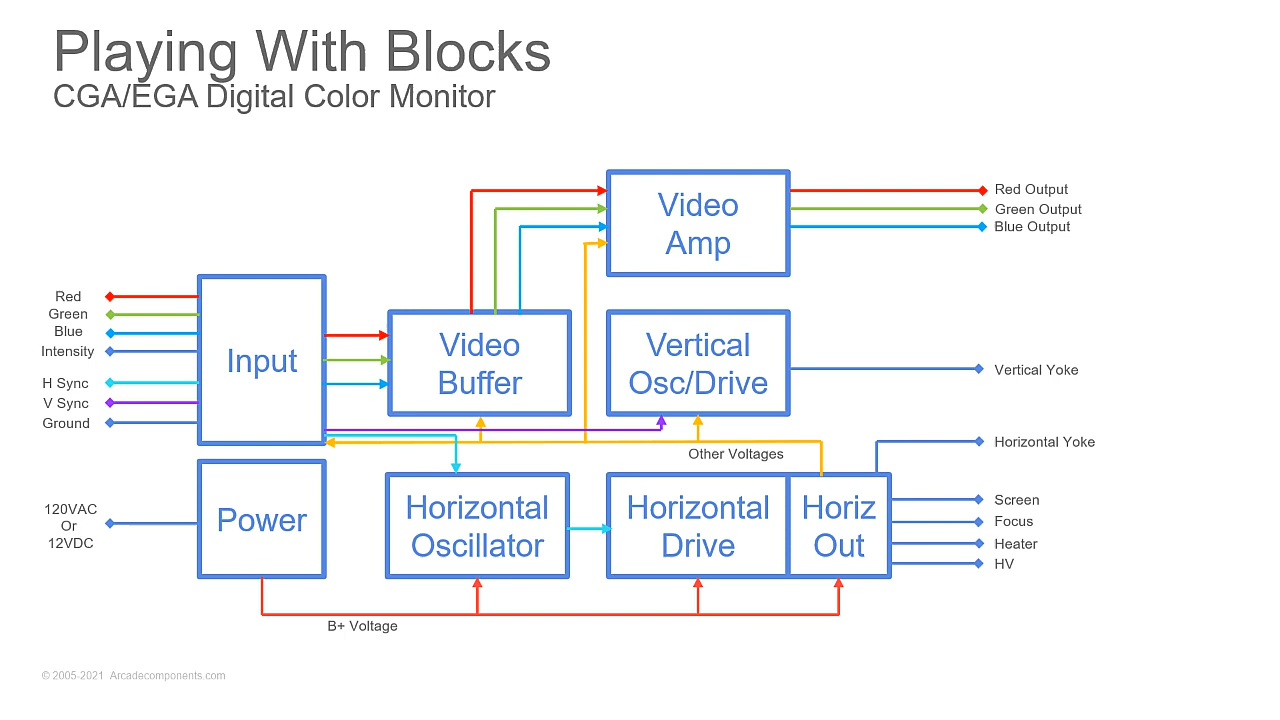 Playing With Blocks
CGA/EGA Digital Color Monitor
Video
Amp
Red Output
Green Output
Blue Output
Red
Green
Blue
Intensity
H Sync
V Sync
Ground
Input
Video
Buffer
Vertical
Osc/Drive
Vertical Yoke
Other Voltages
Horizontal Yoke
120VAC
Or
12VDC
Power
Horizontal
Oscillator
Horizontal
Drive
Horiz
Out
Screen
Focus
Heater
HV
B+ Voltage
© 2005-2021 Arcadecomponents.com